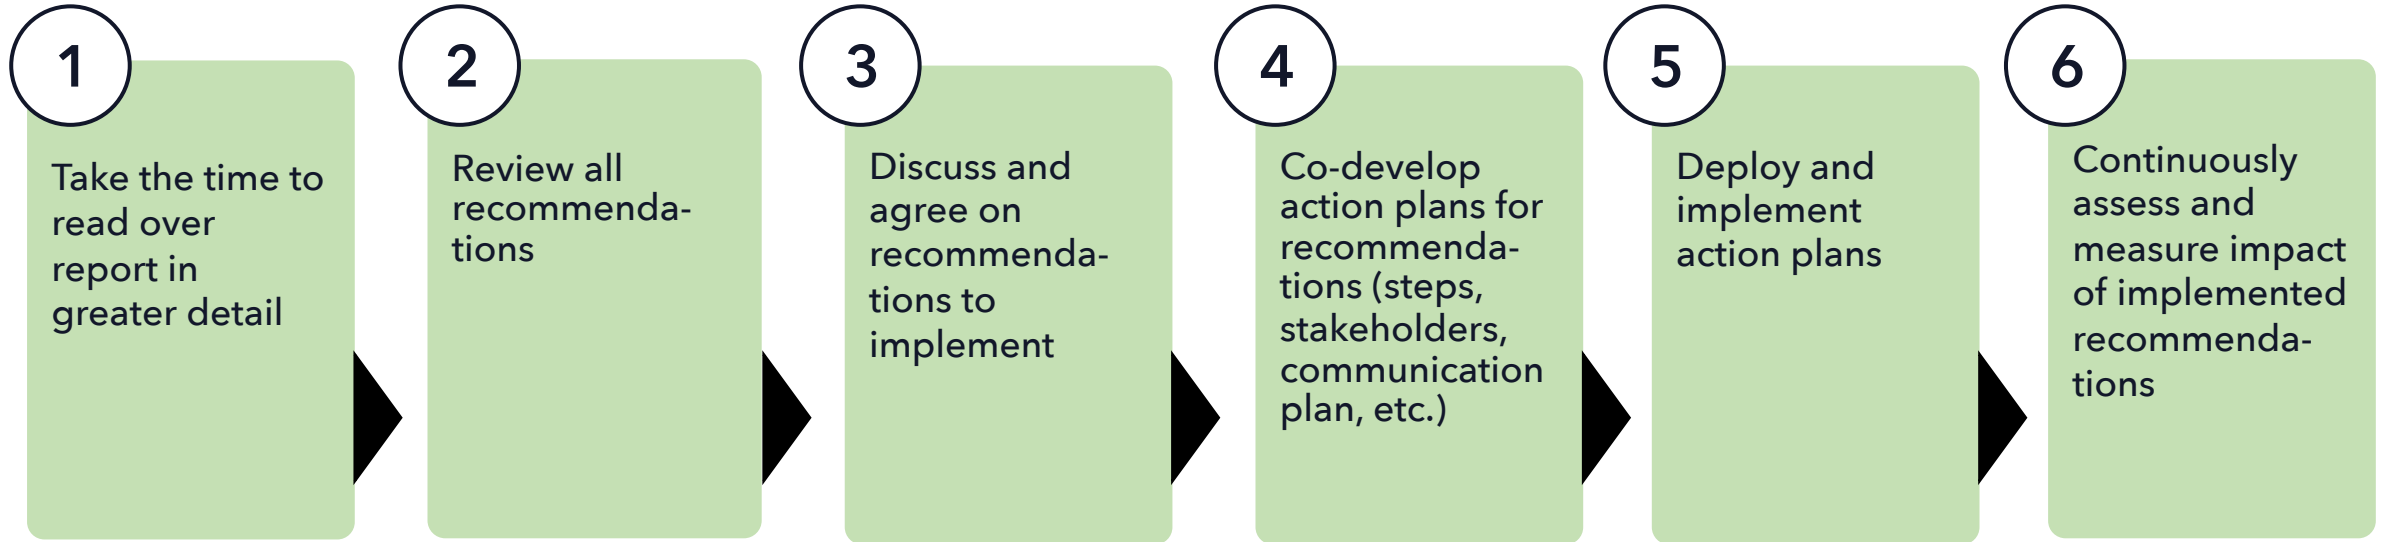 1
Take the time to
read over
report in
greater detail
2
Review all
recommenda-
tions
3
Discuss and
agree on
recommenda-
tions to
implement
4
Co-develop
action plans for
recommenda-
tions (steps,
stakeholders,
communication
plan, etc.)
5
Deploy and
implement
action plans
6
Continuously
assess and
measure impact
of implemented
recommenda-
tions